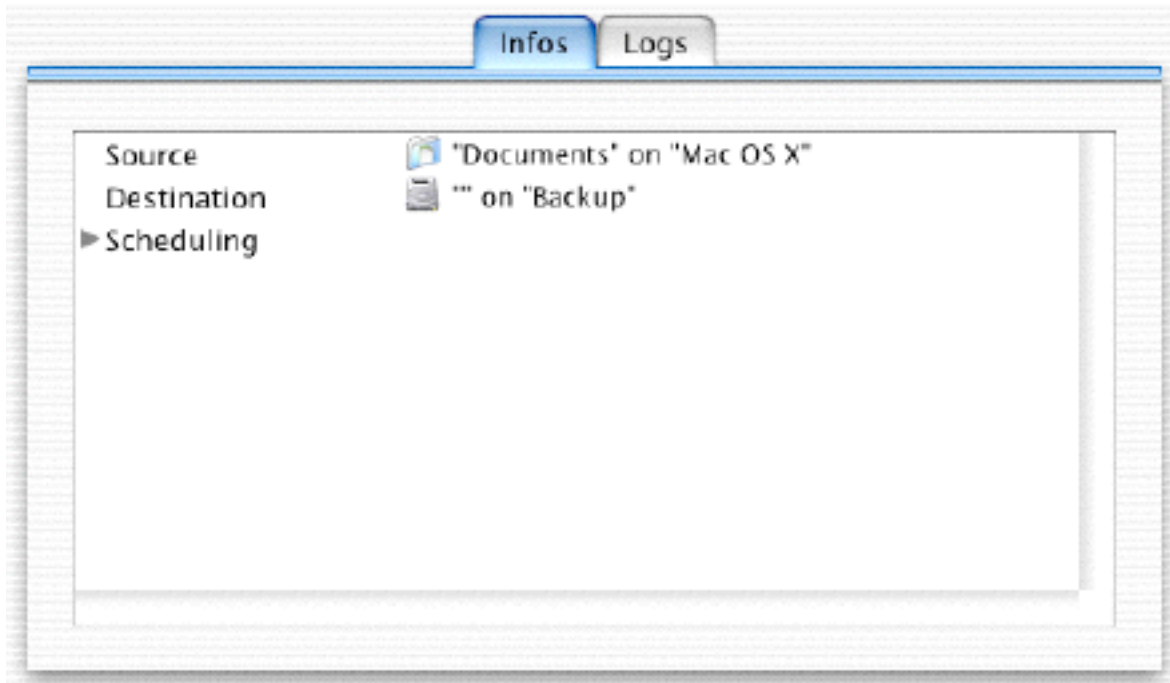 Infos Logs
Source "Documents" on "Mac OS X"
Destination "" on "Backup"
Scheduling